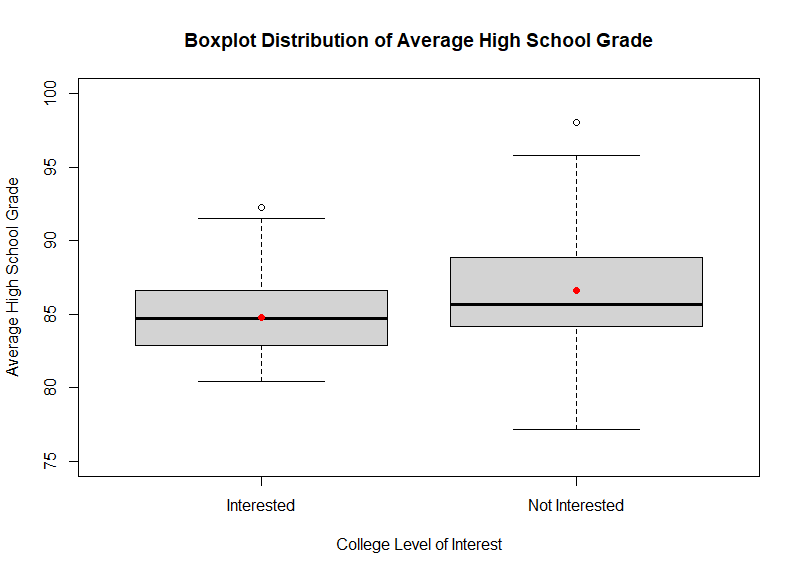 Boxplot Distribution of Average High School Grade
Average High School Grade
100
95
90
85
80
75
Interested
Not Interested
College Level of Interest